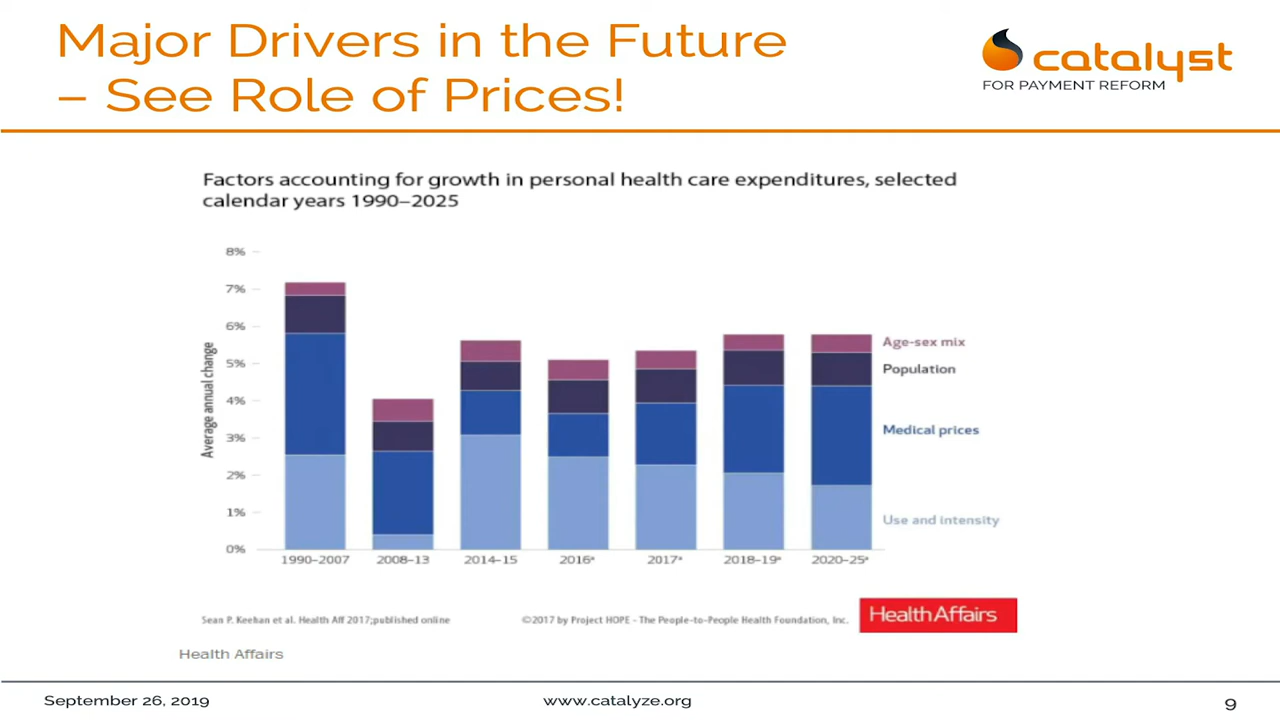 Major Drivers in the Future
– See Role of Prices!
catalyst
FOR PAYMENT REFORM
Factors accounting for growth in personal health care expenditures, selected
calendar years 1990–2025
Average annual change
8%
7%
6%
5%
4%
3%
2%
1%
0%
Age-sex mix
Population
Medical prices
Use and intensity
1990–2007 2008–13 2014–15 2016ᵃ 2017ᵃ 2018–19ᵃ 2020–25ᵃ
Sean P. Keehan et al. Health Aff 2017;published online
©2017 by Project HOPE - The People-to-People Health Foundation, Inc.
HealthAffairs
Health Affairs
September 26, 2019 www.catalyze.org 9